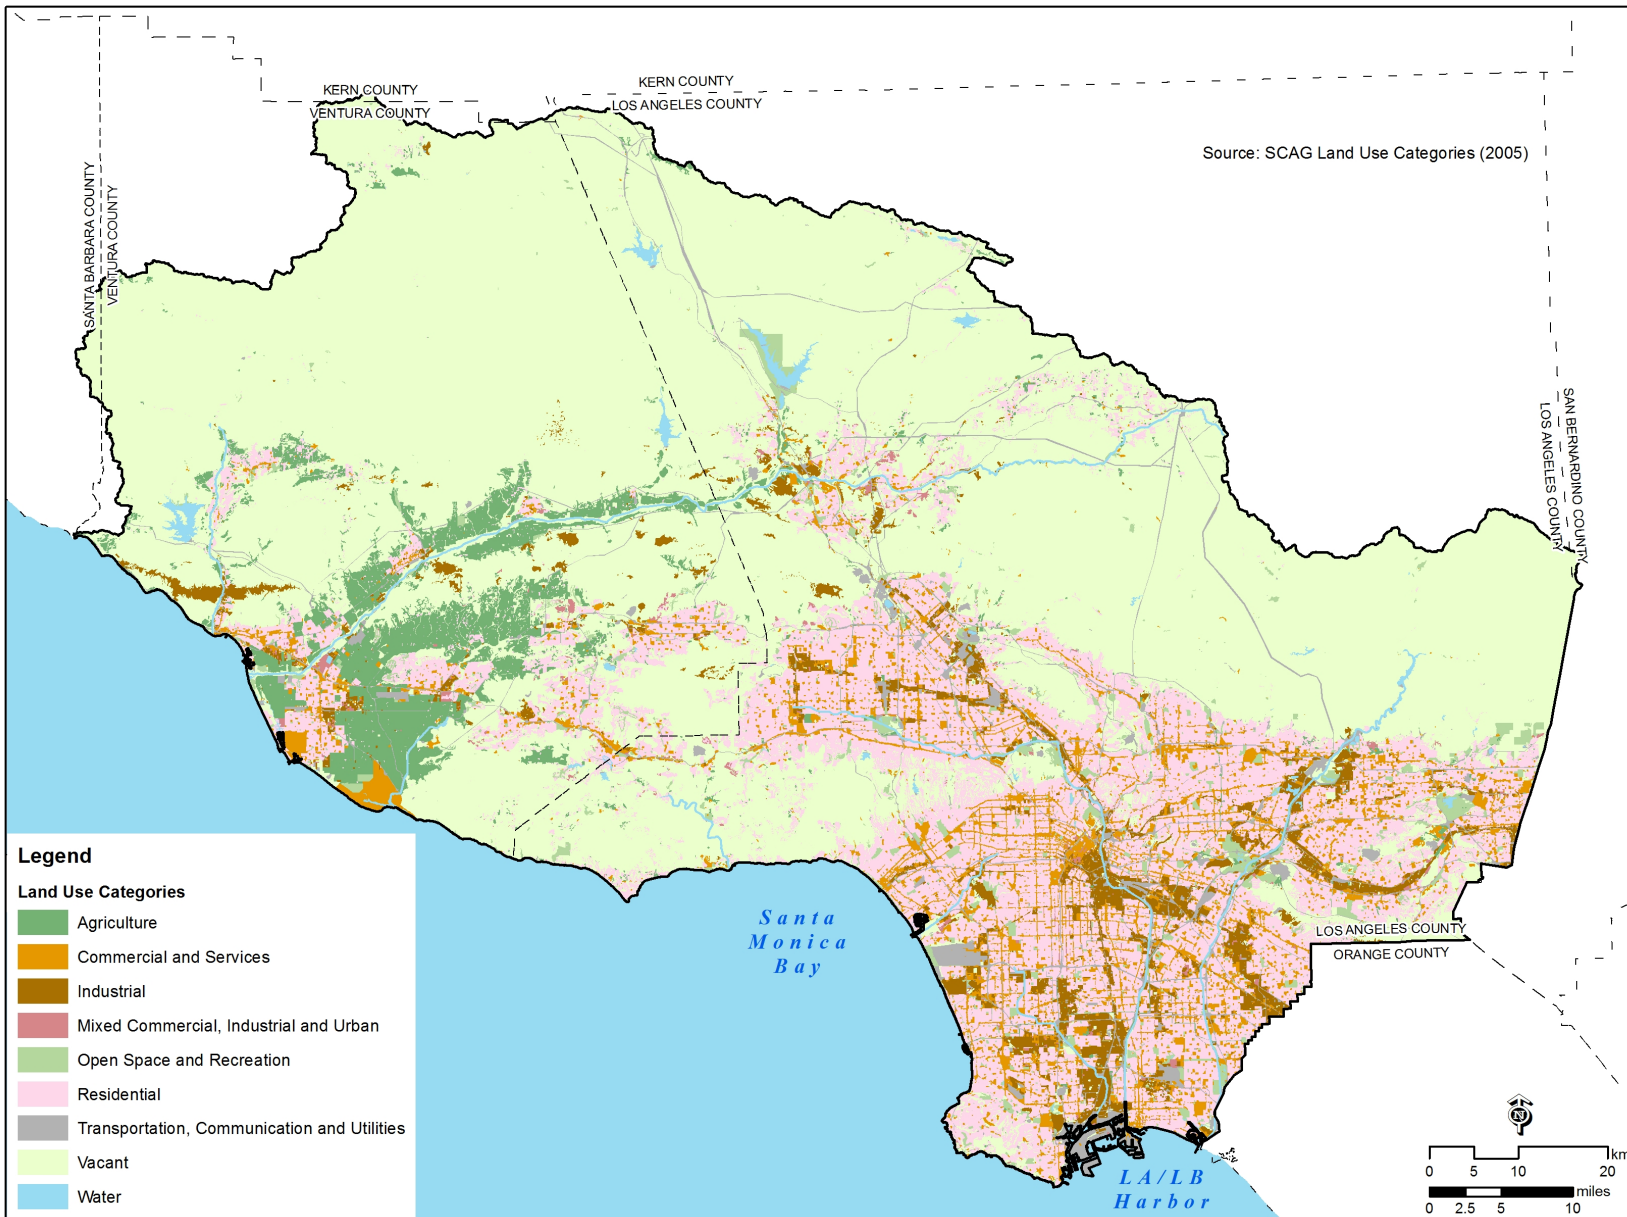 KERN COUNTY
VENTURA COUNTY
KERN COUNTY
LOS ANGELES COUNTY
Source: SCAG Land Use Categories (2005)
SANTA BARBARA COUNTY
VENTURA COUNTY
SAN BERNARDINO COUNTY
LOS ANGELES COUNTY
Legend
Land Use Categories
Agriculture
Commercial and Services
Industrial
Mixed Commercial, Industrial and Urban
Open Space and Recreation
Residential
Transportation, Communication and Utilities
Vacant
Water
Santa
Monica
Bay
LOS ANGELES COUNTY
ORANGE COUNTY
LA/LB
Harbor
N
km
0 5 10 20
miles
0 2.5 5 10